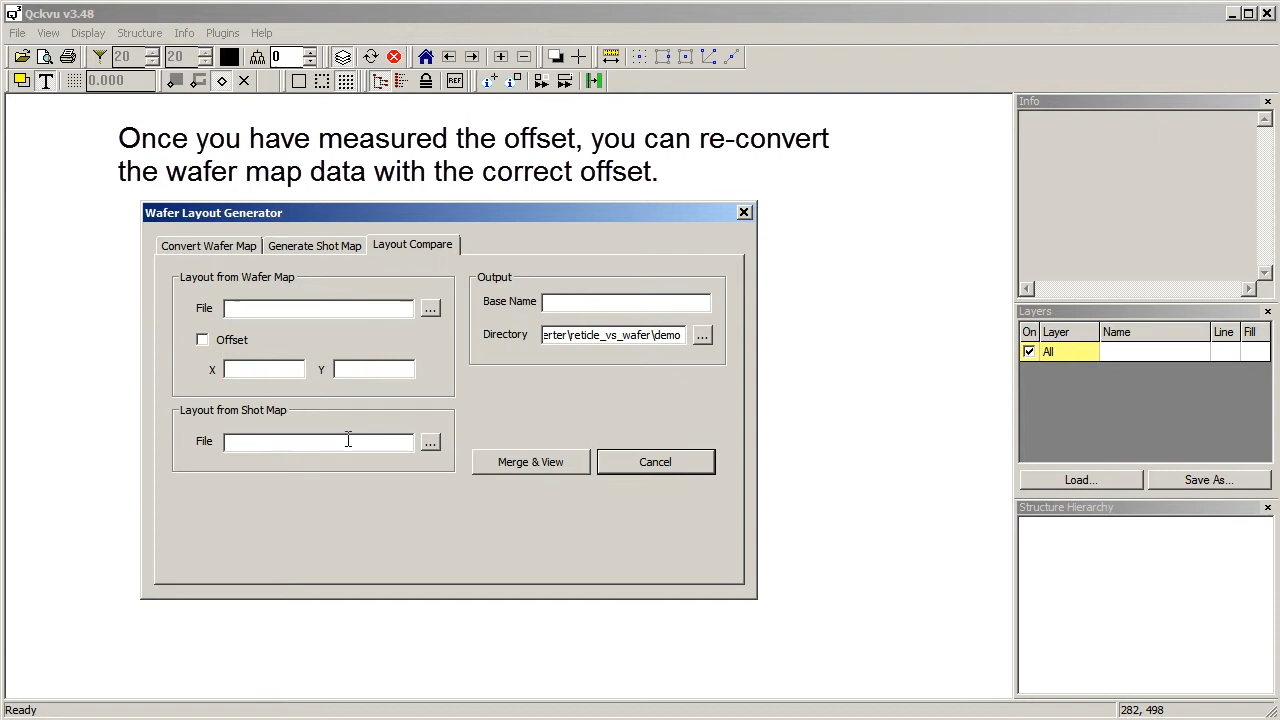 Qckvu v3.48
File View Display Structure Info Plugins Help
20 20 0
0.000 REF
Once you have measured the offset, you can re-convert
the wafer map data with the correct offset.
Wafer Layout Generator
Convert Wafer Map Generate Shot Map Layout Compare
Layout from Wafer Map
File ...
Offset
X Y
Layout from Shot Map
File ...
Output
Base Name
Directory erter\reticle_vs_wafer\demo ...
Merge & View Cancel
Info
Layers
On Layer Name Line Fill
All
Load... Save As...
Structure Hierarchy
Ready 282, 498